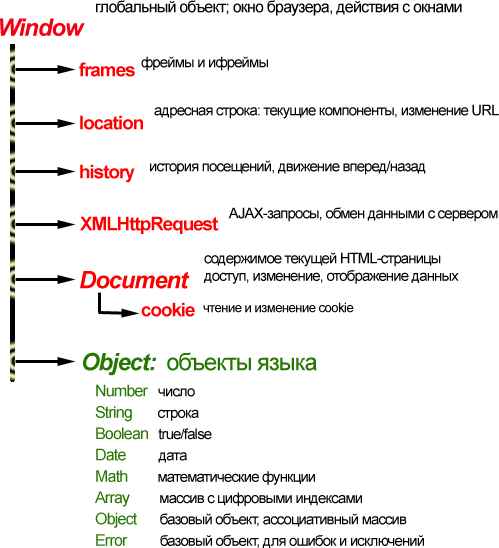 глобальный объект; окно браузера, действия с окнами
Window
frames фреймы и ифреймы
location адресная строка: текущие компоненты, изменение URL
history история посещений, движение вперед/назад
XMLHttpRequest AJAX-запросы, обмен данными с сервером
содержимое текущей HTML-страницы
Document доступ, изменение, отображение данных
cookie чтение и изменение cookie
Object: объекты языка
Number число
String строка
Boolean true/false
Date дата
Math математические функции
Array массив с цифровыми индексами
Object базовый объект, ассоциативный массив
Error базовый объект, для ошибок и исключений